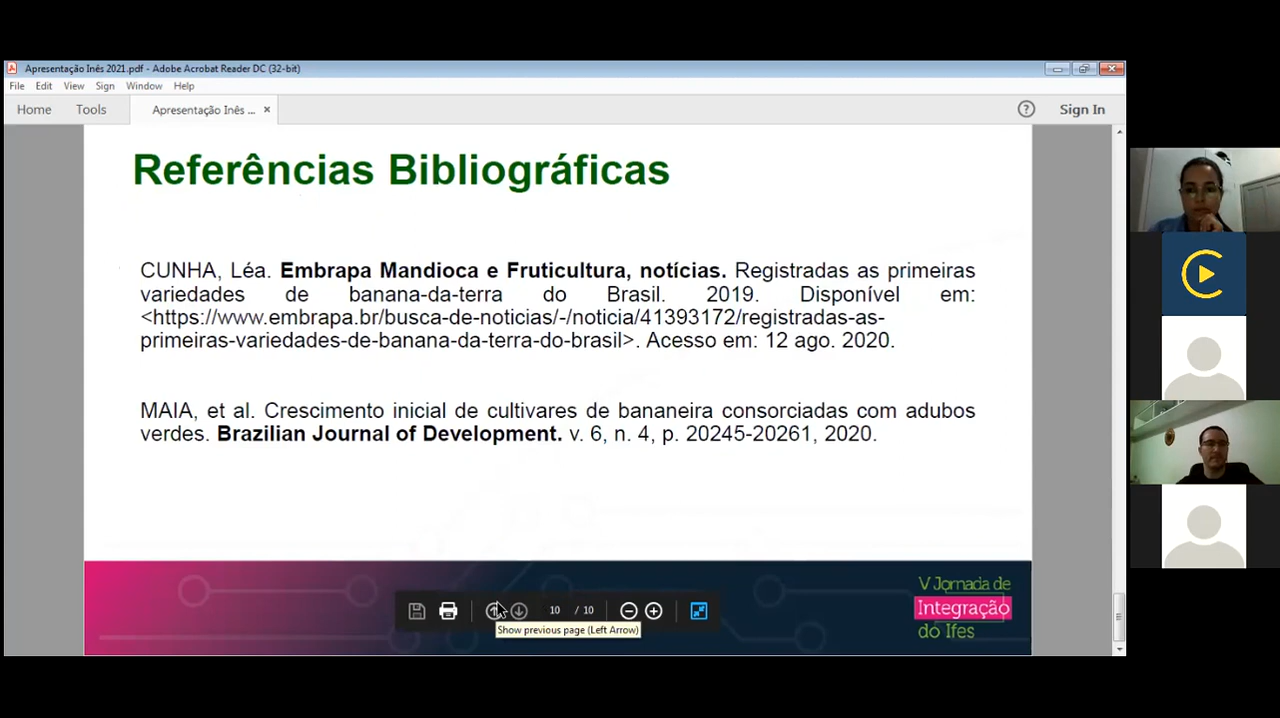 Apresentação Inês 2021.pdf - Adobe Acrobat Reader DC (32-bit)
File Edit View Sign Window Help
Home Tools Apresentação Inês ... × ? Sign In
Referências Bibliográficas
CUNHA, Léa. Embrapa Mandioca e Fruticultura, notícias. Registradas as primeiras
variedades de banana-da-terra do Brasil. 2019. Disponível em:
<https://www.embrapa.br/busca-de-noticias/-/noticia/41393172/registradas-as-
primeiras-variedades-de-banana-da-terra-do-brasil>. Acesso em: 12 ago. 2020.
MAIA, et al. Crescimento inicial de cultivares de bananeira consorciadas com adubos
verdes. Brazilian Journal of Development. v. 6, n. 4, p. 20245-20261, 2020.
V Jornada de
Integração
do Ifes
10 / 10
Show previous page (Left Arrow)